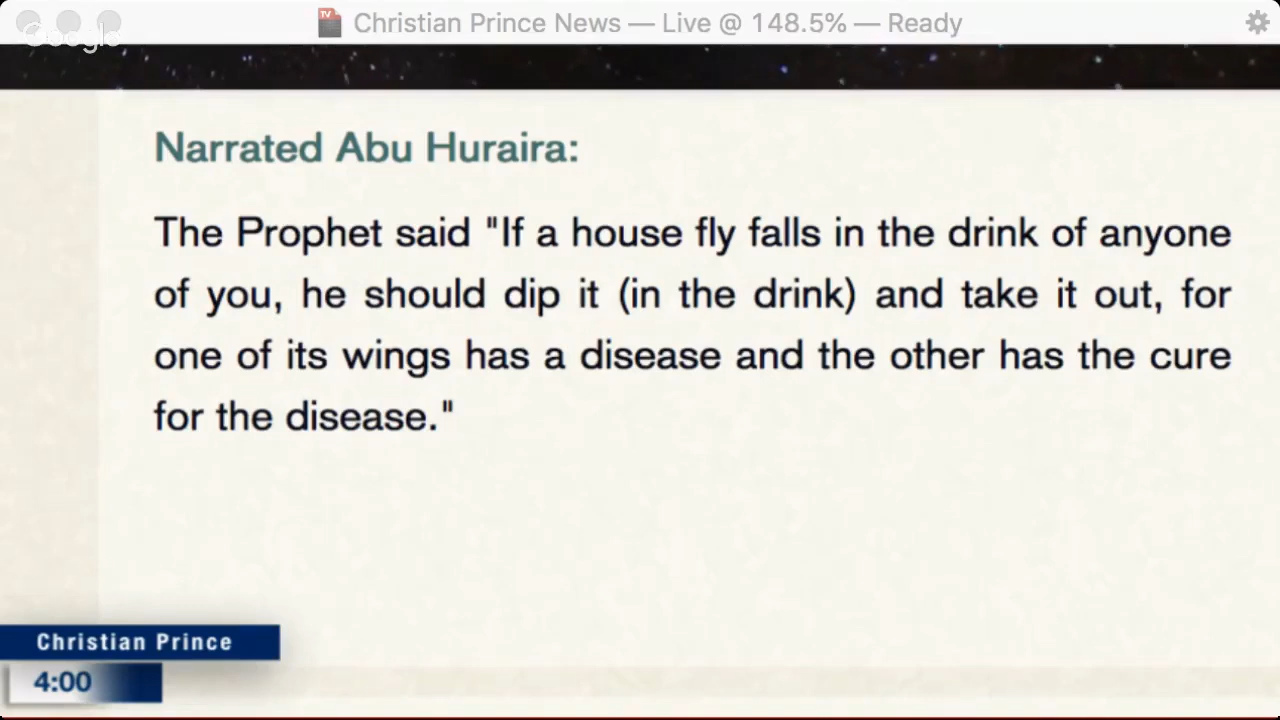 Christian Prince News — Live @ 148.5% — Ready
Google
Narrated Abu Huraira:
The Prophet said "If a house fly falls in the drink of anyone
of you, he should dip it (in the drink) and take it out, for
one of its wings has a disease and the other has the cure
for the disease."
Christian Prince
4:00